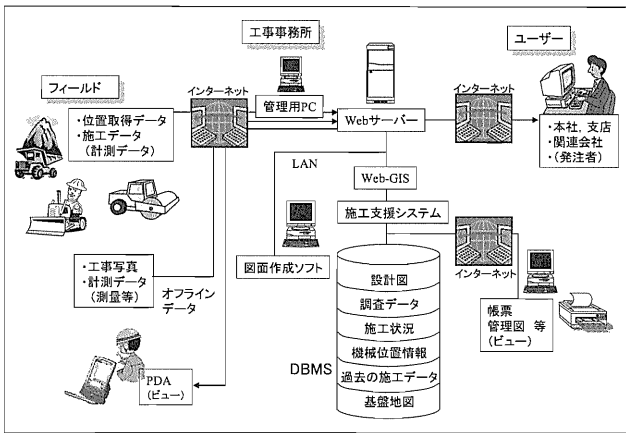 工事事務所
ユーザー
フィールド
インターネット
管理用PC
Webサーバー
インターネット
・位置取得データ
・施工データ
(計測データ)
・本社,支店
・関連会社
・(発注者)
LAN
Web-GIS
施工支援システム
図面作成ソフト
インターネット
・工事写真
・計測データ
(測量等)
オフライン
データ
設計図
調査データ
施工状況
機械位置情報
過去の施工データ
基盤地図
DBMS
帳票
管理図 等
(ビュー)
PDA
(ビュー)